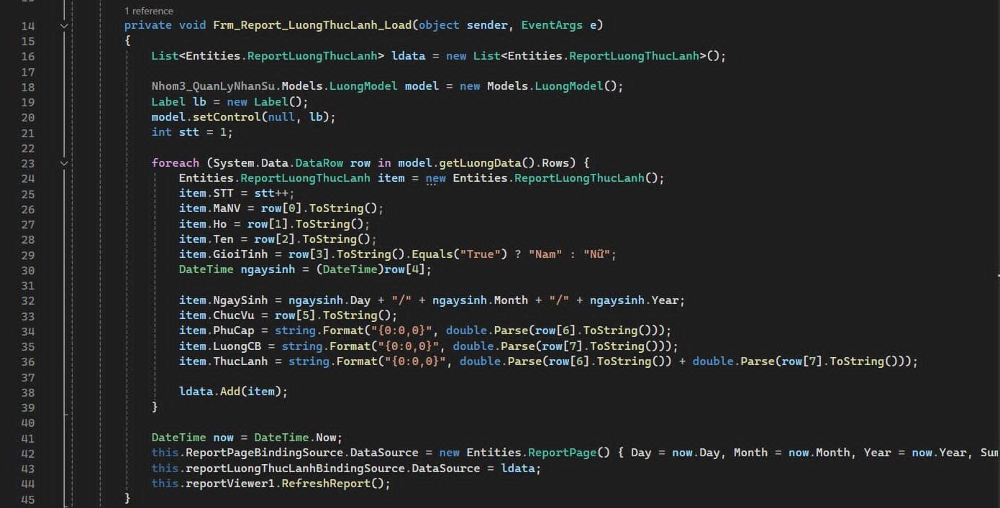 1 reference
14 private void Frm_Report_LuongThucLanh_Load(object sender, EventArgs e)
15 {
16 List<Entities.ReportLuongThucLanh> ldata = new List<Entities.ReportLuongThucLanh>();
17
18 Nhom3_QuanLyNhanSu.Models.LuongModel model = new Models.LuongModel();
19 Label lb = new Label();
20 model.setControl(null, lb);
21 int stt = 1;
22
23 foreach (System.Data.DataRow row in model.getLuongData().Rows) {
24 Entities.ReportLuongThucLanh item = new Entities.ReportLuongThucLanh();
25 item.STT = stt++;
26 item.MaNV = row[0].ToString();
27 item.Ho = row[1].ToString();
28 item.Ten = row[2].ToString();
29 item.GioiTinh = row[3].ToString().Equals("True") ? "Nam" : "Nữ";
30 DateTime ngaysinh = (DateTime)row[4];
31
32 item.NgaySinh = ngaysinh.Day + "/" + ngaysinh.Month + "/" + ngaysinh.Year;
33 item.ChucVu = row[5].ToString();
34 item.PhuCap = string.Format("{0:0,0}", double.Parse(row[6].ToString()));
35 item.LuongCB = string.Format("{0:0,0}", double.Parse(row[7].ToString()));
36 item.ThucLanh = string.Format("{0:0,0}", double.Parse(row[6].ToString()) + double.Parse(row[7].ToString()));
37
38 ldata.Add(item);
39 }
40
41 DateTime now = DateTime.Now;
42 this.ReportPageBindingSource.DataSource = new Entities.ReportPage() { Day = now.Day, Month = now.Month, Year = now.Year,
43 this.reportLuongThucLanhBindingSource.DataSource = ldata;
44 this.reportViewer1.RefreshReport();
45 }